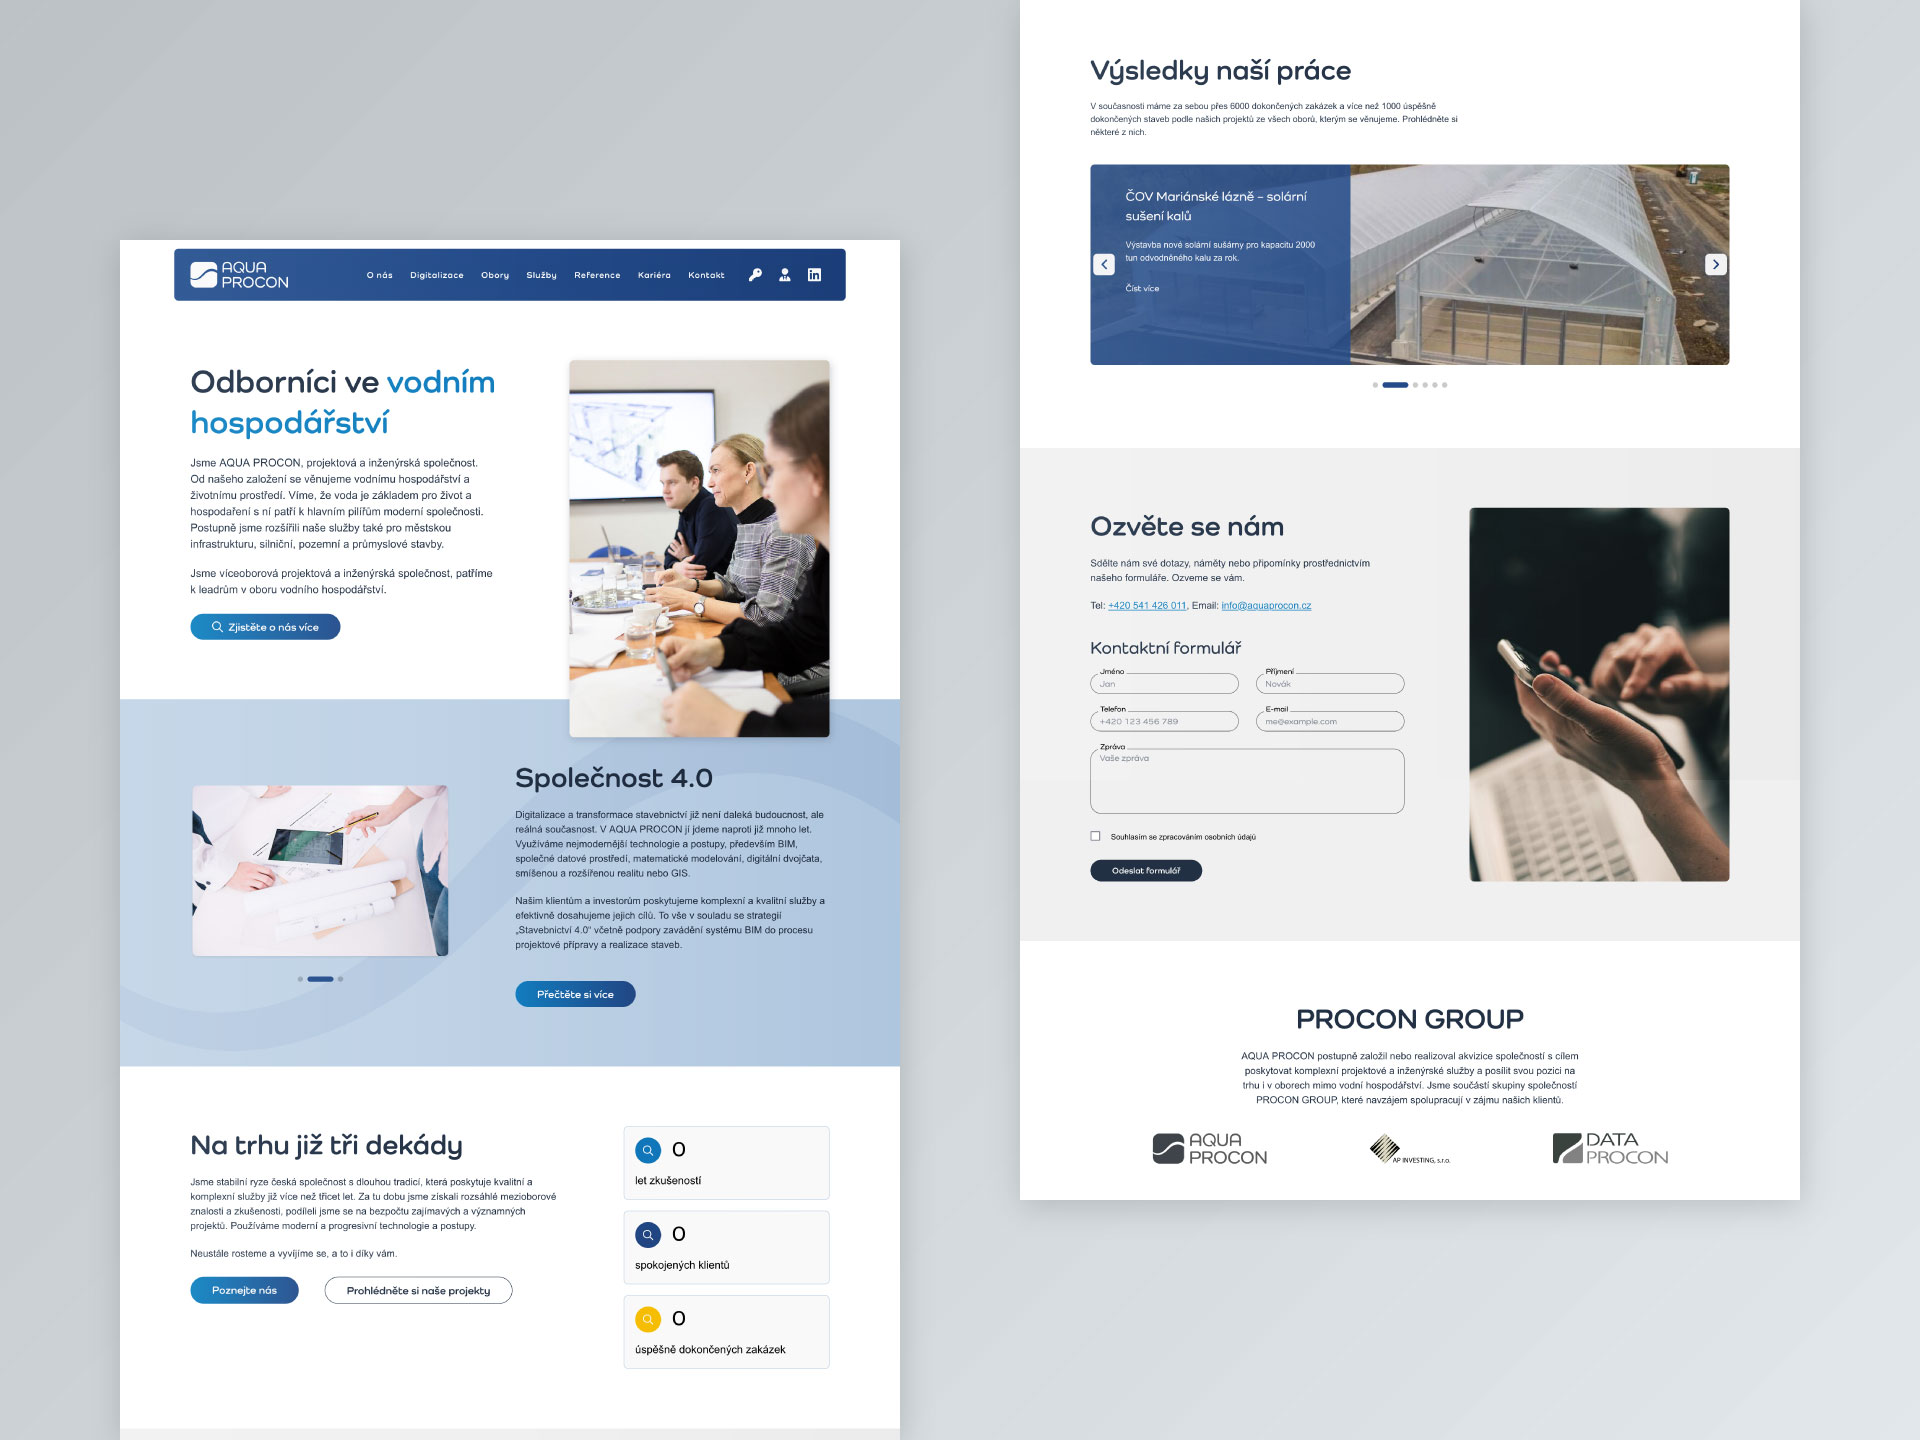 AQUA
PROCON
O nás
Digitalizace
Obory
Služby
Reference
Kariéra
Kontakt
Odborníci ve vodním
hospodářství
Jsme AQUA PROCON, projektová a inženýrská společnost.
Od našeho založení se věnujeme vodnímu hospodářství a
životnímu prostředí. Víme, že voda je základem pro život a
hospodaření s ní patří k hlavním pilířům moderní společnosti.
Postupně jsme rozšířili naše služby také pro městskou
infrastrukturu, silniční, pozemní a průmyslové stavby.
Jsme víceoborová projektová a inženýrská společnost, patříme
k leadrům v oboru vodního hospodářství.
Zjistěte o nás více
Společnost 4.0
Digitalizace a transformace stavebnictví již není daleká budoucnost, ale
reálná současnost. V AQUA PROCON jí jdeme naproti již mnoho let.
Využíváme nejmodernější technologie a postupy, především BIM,
společné datové prostředí, matematické modelování, digitální dvojčata,
smíšenou a rozšířenou realitu nebo GIS.
Našim klientům a investorům poskytujeme komplexní a kvalitní služby a
efektivně dosahujeme jejich cílů. To vše v souladu se strategií
„Stavebnictví 4.0“ včetně podpory zavádění systému BIM do procesu
projektové přípravy a realizace staveb.
Přečtěte si více
Na trhu již tři dekády
Jsme stabilní ryze česká společnost s dlouhou tradicí, která poskytuje kvalitní a
komplexní služby již více než třicet let. Za tu dobu jsme získali rozsáhlé mezioborové
znalosti a zkušenosti, podíleli jsme se na bezpočtu zajímavých a významných
projektů. Používáme moderní a progresivní technologie a postupy.
Neustále rosteme a vyvíjíme se, a to i díky vám.
Poznejte nás
Prohlédněte si naše projekty
0
let zkušeností
0
spokojených klientů
0
úspěšně dokončených zakázek
Výsledky naší práce
V současnosti máme za sebou přes 6000 dokončených zakázek a více než 1000 úspěšně
dokončených staveb podle našich projektů ze všech oborů, kterým se věnujeme. Prohlédněte si
některé z nich.
ČOV Mariánské lázně – solární
sušení kalů
Výstavba nové solární sušárny pro kapacitu 2000
tun odvodněného kalu za rok.
Číst více
Ozvěte se nám
Sdělte nám své dotazy, náměty nebo připomínky prostřednictvím
našeho formuláře. Ozveme se vám.
Tel: +420 541 426 011, Email: info@aquaprocon.cz
Kontaktní formulář
Jméno
Jan
Příjmení
Novák
Telefon
+420 123 456 789
E-mail
me@example.com
Zpráva
Vaše zpráva
Souhlasím se zpracováním osobních údajů
Odeslat formulář
PROCON GROUP
AQUA PROCON postupně založil nebo realizoval akvizice společností s cílem
poskytovat komplexní projektové a inženýrské služby a posílit svou pozici na
trhu i v oborech mimo vodní hospodářství. Jsme součástí skupiny společností
PROCON GROUP, které navzájem spolupracují v zájmu našich klientů.
AQUA
PROCON
AP INVESTING, s.r.o.
DATA
PROCON